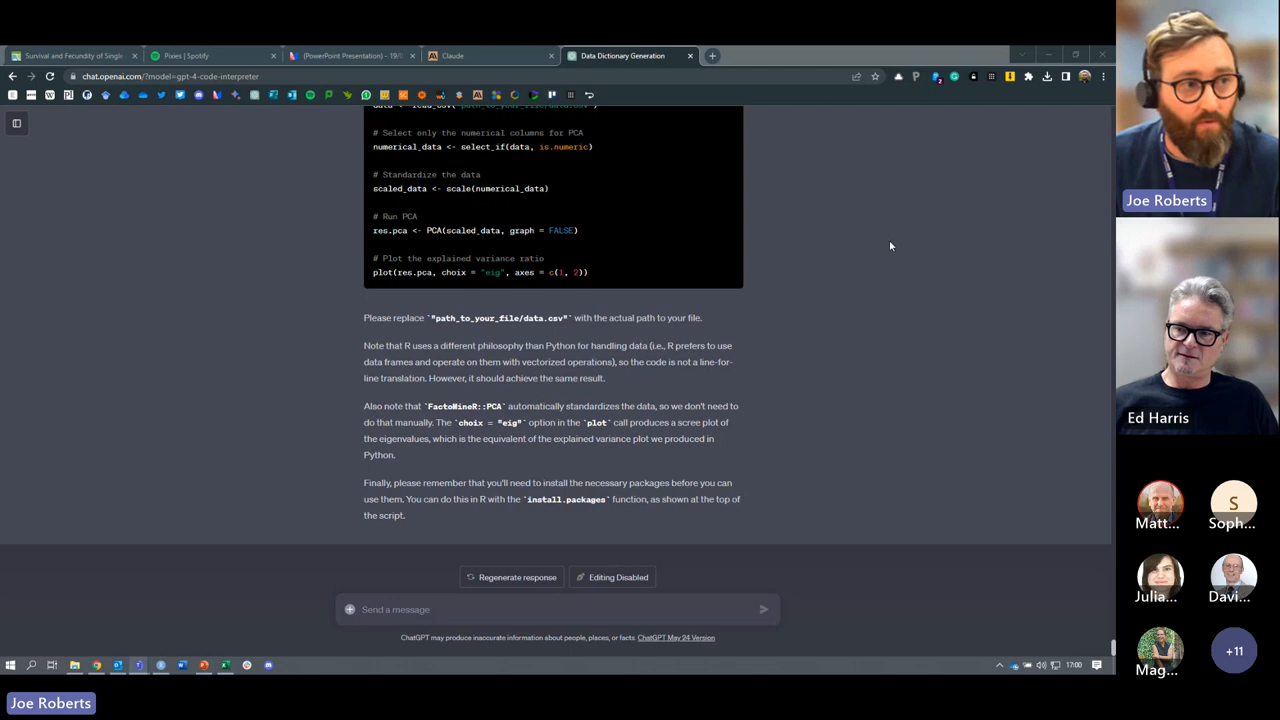 Survival and Fecundity of Single
Pixies | Spotify
(PowerPoint Presentation) – 19/0
Claude
Data Dictionary Generation
chat.openai.com/?model=gpt-4-code-interpreter
# Select only the numerical columns for PCA
numerical_data <- select_if(data, is.numeric)
# Standardize the data
scaled_data <- scale(numerical_data)
# Run PCA
res.pca <- PCA(scaled_data, graph = FALSE)
# Plot the explained variance ratio
plot(res.pca, choix = "eig", axes = c(1, 2))
Please replace `"path_to_your_file/data.csv"` with the actual path to your file.
Note that R uses a different philosophy than Python for handling data (i.e., R prefers to use
data frames and operate on them with vectorized operations), so the code is not a line-for-
line translation. However, it should achieve the same result.
Also note that `FactoMineR::PCA` automatically standardizes the data, so we don't need to
do that manually. The `choix = "eig"` option in the `plot` call produces a scree plot of
the eigenvalues, which is the equivalent of the explained variance plot we produced in
Python.
Finally, please remember that you'll need to install the necessary packages before you can
use them. You can do this in R with the `install.packages` function, as shown at the top of
the script.
Regenerate response
Editing Disabled
Send a message
ChatGPT may produce inaccurate information about people, places, or facts. ChatGPT May 24 Version
17:00
Joe Roberts
Joe Roberts
Ed Harris
Matt...
S
Soph...
Julia...
Davi...
Mag...
+11